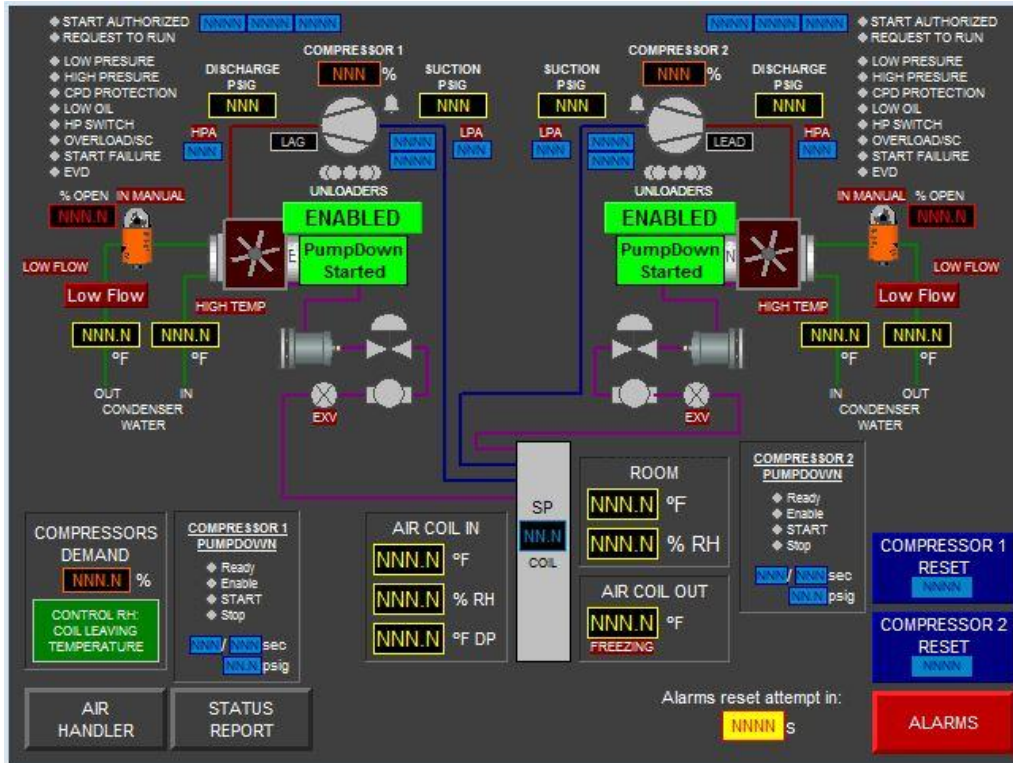 START AUTHORIZED
REQUEST TO RUN
NNNN NNNN NNNN
LOW PRESURE
HIGH PRESURE
CPD PROTECTION
LOW OIL
HP SWITCH
OVERLOAD/SC
START FAILURE
EVD
COMPRESSOR 1
NNN %
DISCHARGE
PSIG
NNN
SUCTION
PSIG
NNN
HPA
NNN
LAG
NNNN
NNNN
LPA
NNN
UNLOADERS
ENABLED
PumpDown
Started
E
% OPEN
IN MANUAL
NNN.N
LOW FLOW
Low Flow
HIGH TEMP
NNN.N
ºF
NNN.N
ºF
OUT
IN
CONDENSER
WATER
EXV
NNNN NNNN NNNN
START AUTHORIZED
REQUEST TO RUN
LOW PRESURE
HIGH PRESURE
CPD PROTECTION
LOW OIL
HP SWITCH
OVERLOAD/SC
START FAILURE
EVD
COMPRESSOR 2
NNN %
SUCTION
PSIG
NNN
DISCHARGE
PSIG
NNN
LPA
NNN
NNNN
NNNN
LEAD
HPA
NNN
UNLOADERS
ENABLED
PumpDown
Started
N
IN MANUAL
% OPEN
NNN.N
LOW FLOW
Low Flow
HIGH TEMP
NNN.N
ºF
NNN.N
ºF
IN
OUT
CONDENSER
WATER
EXV
COMPRESSORS
DEMAND
NNN.N %
CONTROL RH:
COIL LEAVING
TEMPERATURE
COMPRESSOR 1
PUMPDOWN
Ready
Enable
START
Stop
NNN/ NNN sec
NN.N psig
AIR COIL IN
NNN.N ºF
NNN.N % RH
NNN.N ºF DP
SP
NN.N
COIL
ROOM
NNN.N ºF
NNN.N % RH
AIR COIL OUT
NNN.N ºF
FREEZING
COMPRESSOR 2
PUMPDOWN
Ready
Enable
START
Stop
NNN/ NNN sec
NN.N psig
COMPRESSOR 1
RESET
NNNN
COMPRESSOR 2
RESET
NNNN
AIR
HANDLER
STATUS
REPORT
Alarms reset attempt in:
NNNN s
ALARMS